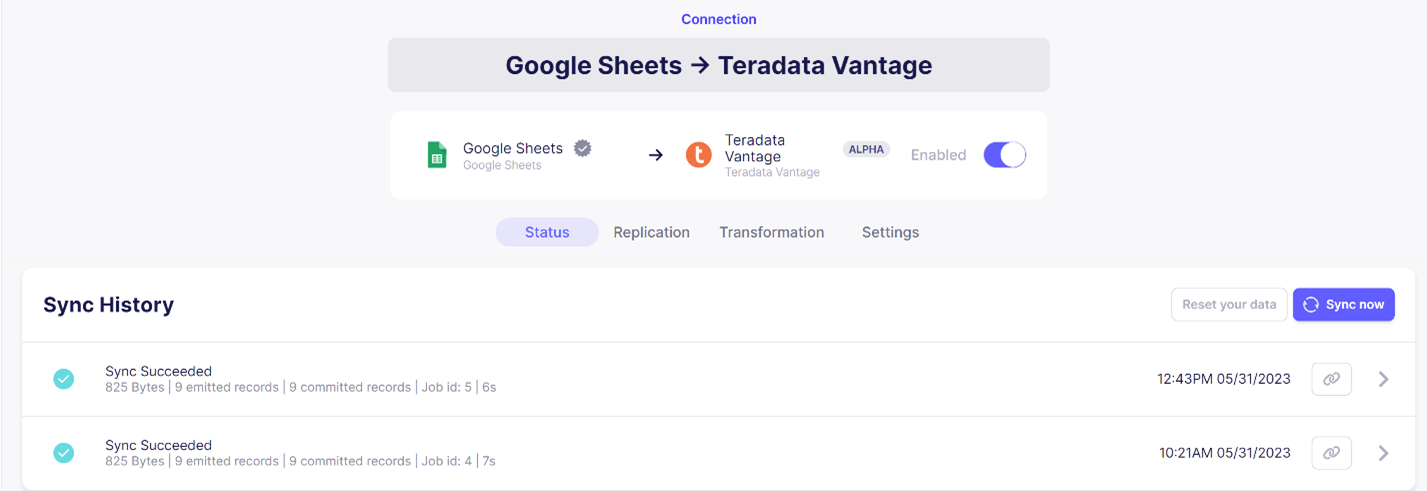 Connection
Google Sheets → Teradata Vantage
Google Sheets
Google Sheets
→
Teradata
Vantage
Teradata Vantage
ALPHA
Enabled
Status Replication Transformation Settings
Sync History
Reset your data
Sync now
Sync Succeeded
825 Bytes | 9 emitted records | 9 committed records | Job id: 5 | 6s
12:43PM 05/31/2023
Sync Succeeded
825 Bytes | 9 emitted records | 9 committed records | Job id: 4 | 7s
10:21AM 05/31/2023